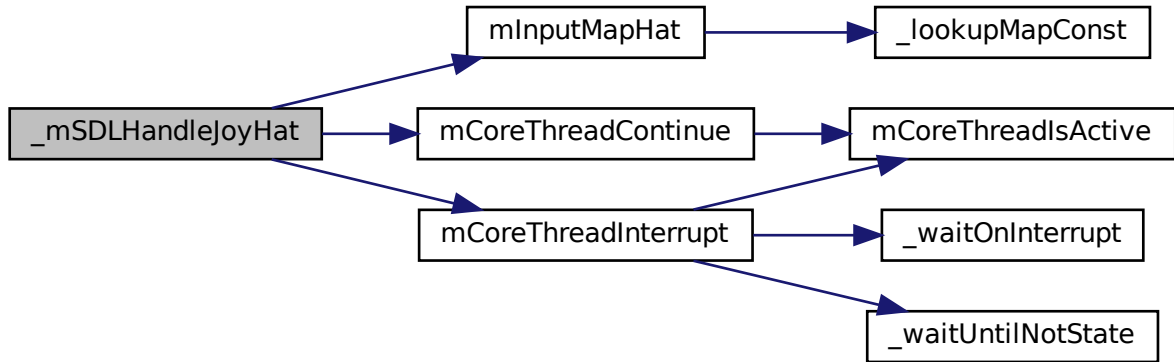 mInputMapHat
_lookupMapConst
_mSDLHandleJoyHat
mCoreThreadContinue
mCoreThreadIsActive
mCoreThreadInterrupt
_waitOnInterrupt
_waitUntilNotState